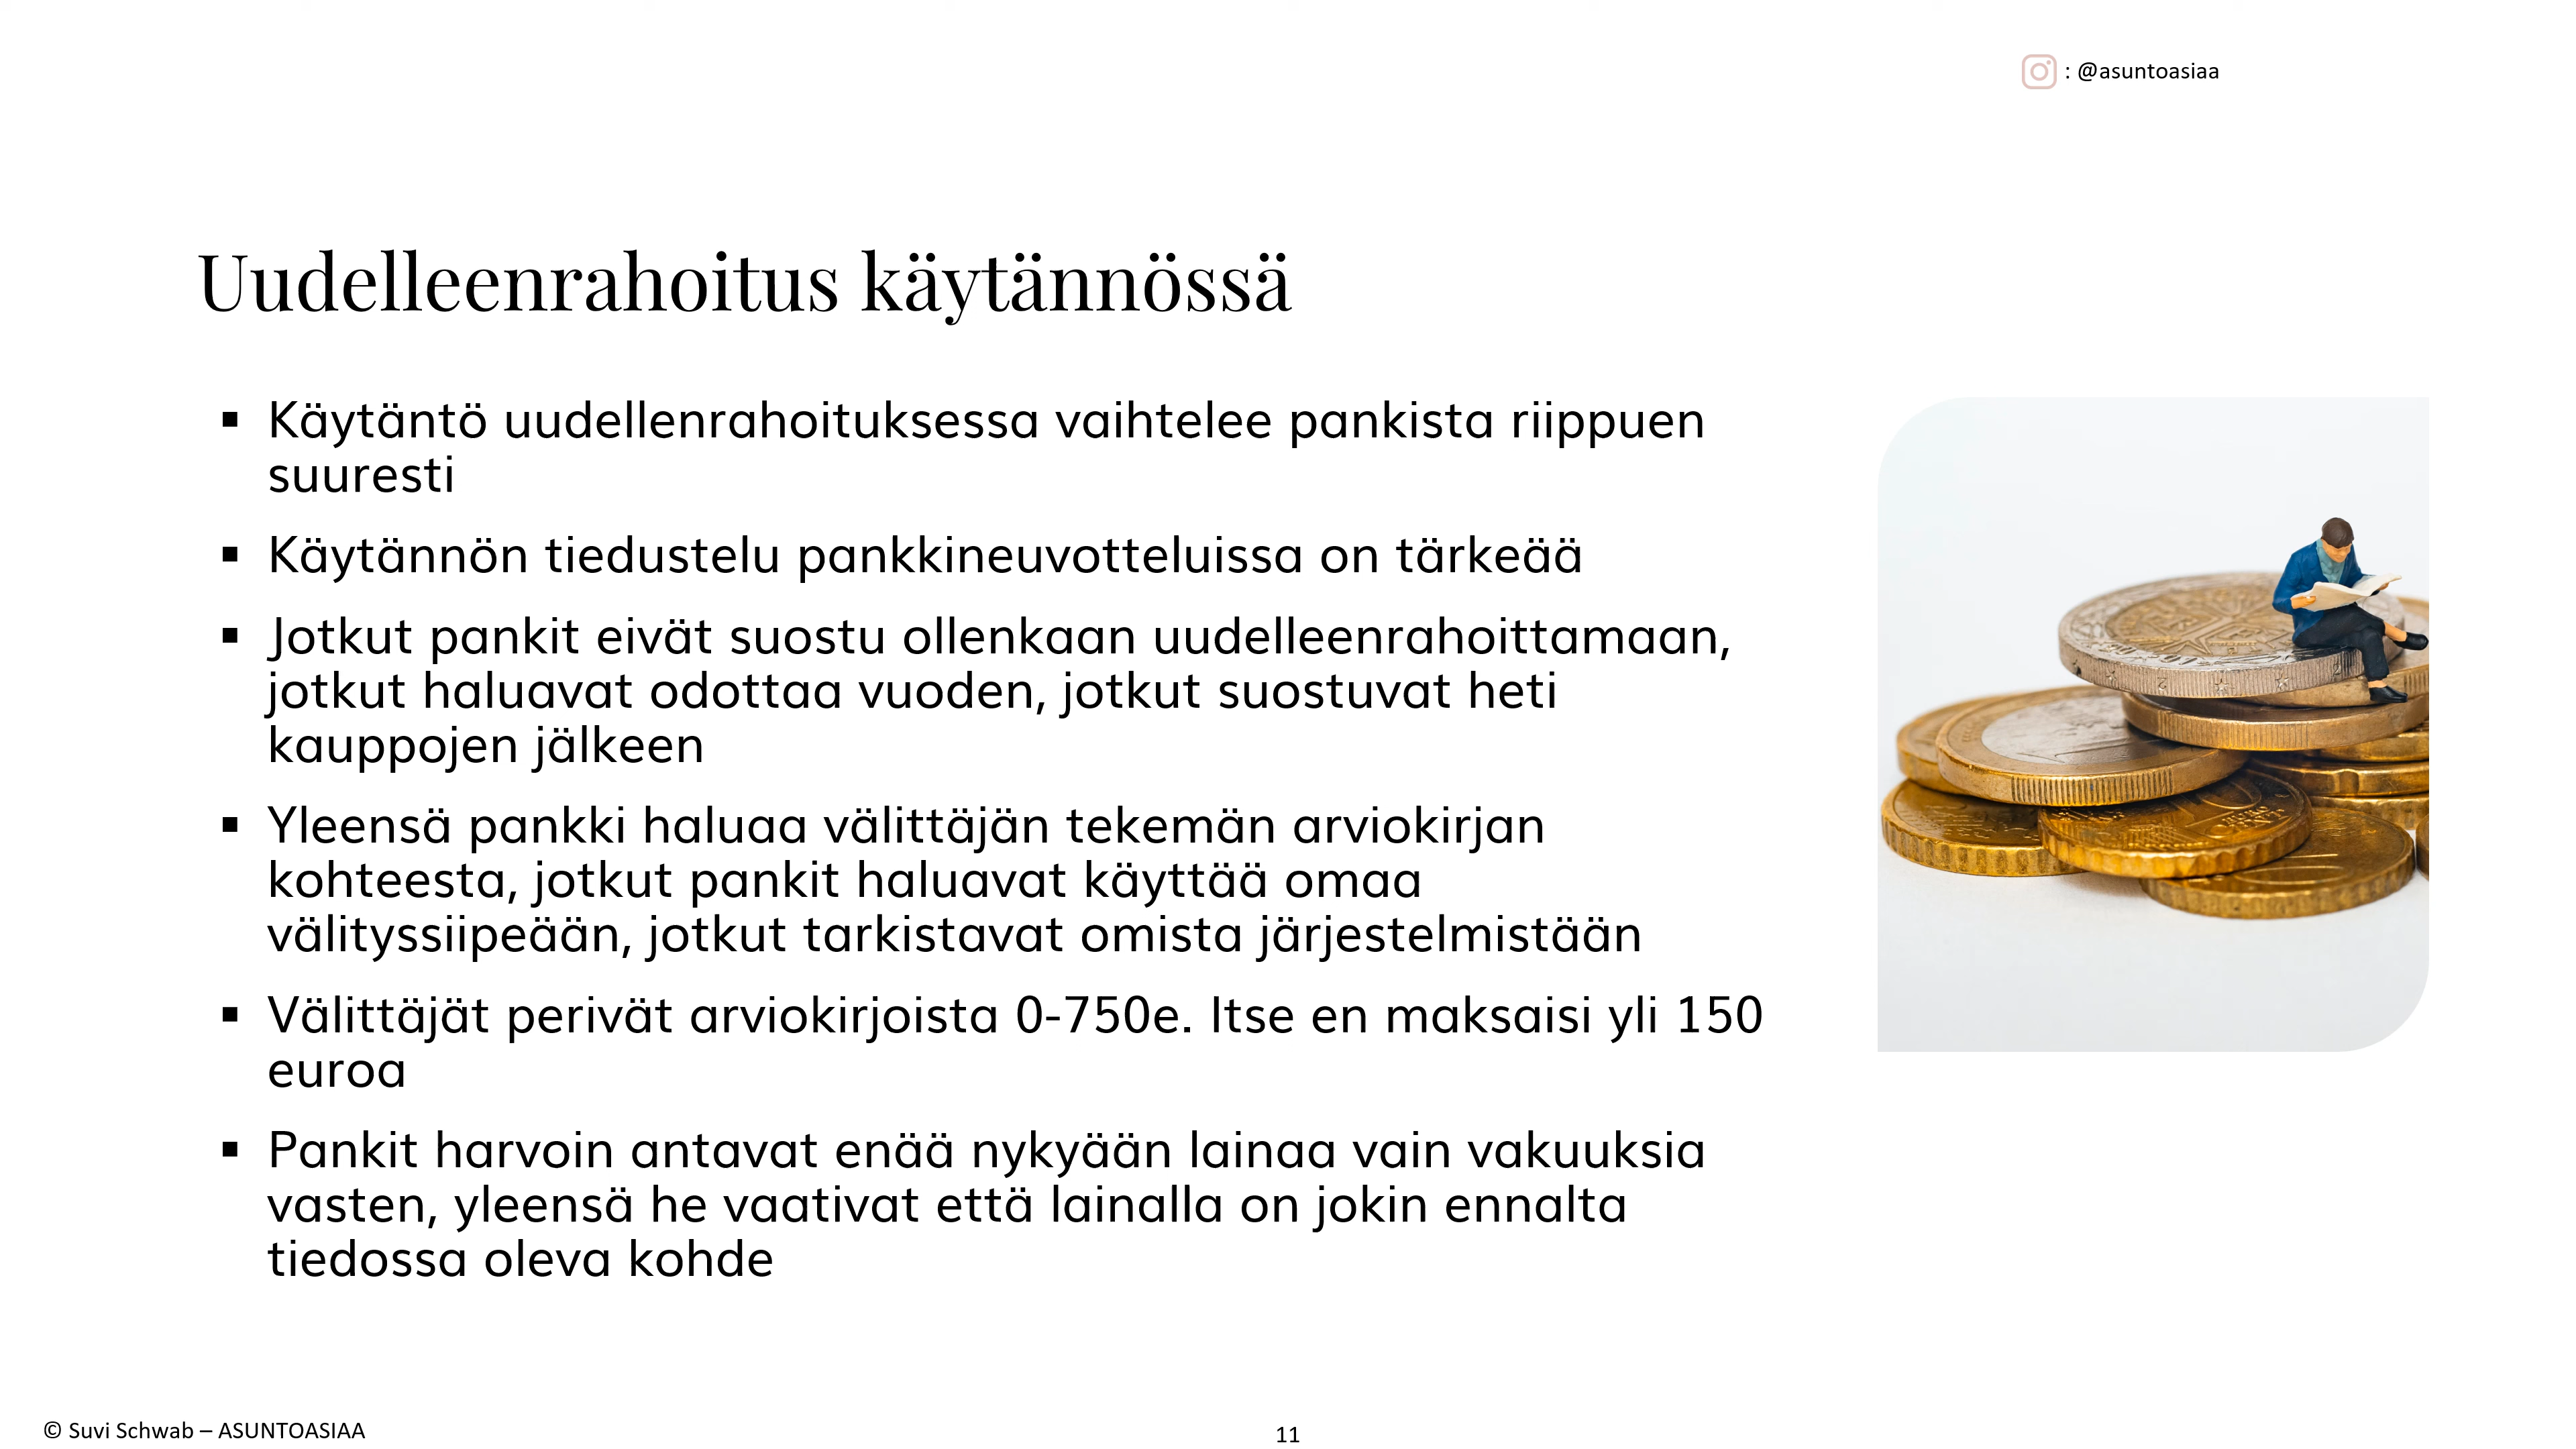 : @asuntoasiaa
Uudelleenrahoitus käytännössä
▪ Käytäntö uudellenrahoituksessa vaihtelee pankista riippuen
suuresti
▪ Käytännön tiedustelu pankkineuvotteluissa on tärkeää
▪ Jotkut pankit eivät suostu ollenkaan uudelleenrahoittamaan,
jotkut haluavat odottaa vuoden, jotkut suostuvat heti
kauppojen jälkeen
▪ Yleensä pankki haluaa välittäjän tekemän arviokirjan
kohteesta, jotkut pankit haluavat käyttää omaa
välityssiipeään, jotkut tarkistavat omista järjestelmistään
▪ Välittäjät perivät arviokirjoista 0-750e. Itse en maksaisi yli 150
euroa
▪ Pankit harvoin antavat enää nykyään lainaa vain vakuuksia
vasten, yleensä he vaativat että lainalla on jokin ennalta
tiedossa oleva kohde
© Suvi Schwab – ASUNTOASIAA
11